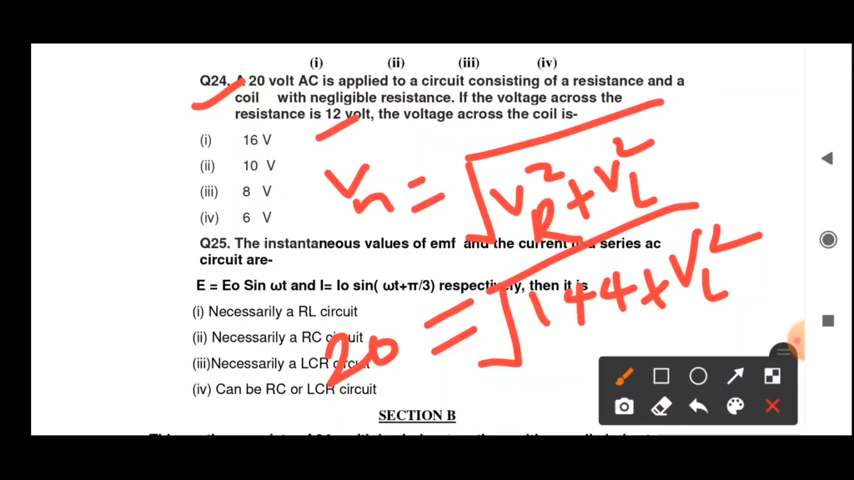 (i) (ii) (iii) (iv)
Q24. A 20 volt AC is applied to a circuit consisting of a resistance and a
coil with negligible resistance. If the voltage across the
resistance is 12 volt, the voltage across the coil is-
(i) 16 V
(ii) 10 V
(iii) 8 V
(iv) 6 V
Vn = √V²R + V²L
Q25. The instantaneous values of emf and the current in a series ac
circuit are-
E = Eo Sin ωt and I= Io sin( ωt+π/3) respectively, then it is
20 = √144 + VL²
(i) Necessarily a RL circuit
(ii) Necessarily a RC circuit
(iii)Necessarily a LCR circuit
(iv) Can be RC or LCR circuit
SECTION B